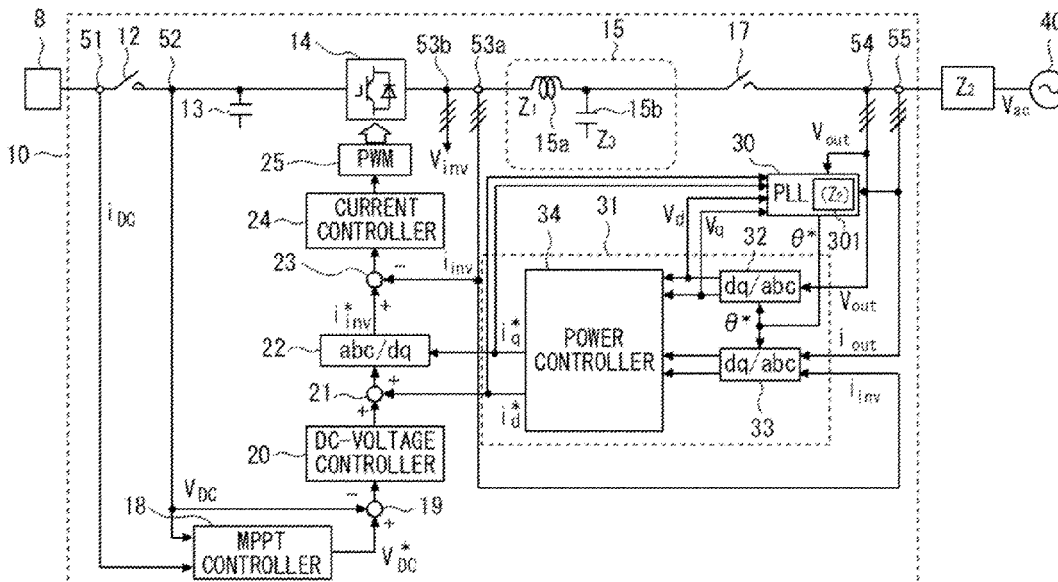 8
51
12
52
14
53b
53a
15
17
54
55
40
Z1
15a
15b
Z3
Z2
Vac
13
10
Vinv
25
PWM
iDC
24
CURRENT CONTROLLER
23
−
+
iinv
31
34
Vout
30
PLL
(Z2)
301
Vd
Vq
θ*
32
dq/abc
Vout
θ*
iout
dq/abc
iinv
33
POWER CONTROLLER
i*q
i*d
i*inv
22
abc/dq
+
21
+
20
DC-VOLTAGE CONTROLLER
VDC
−
19
+
18
MPPT CONTROLLER
V*DC